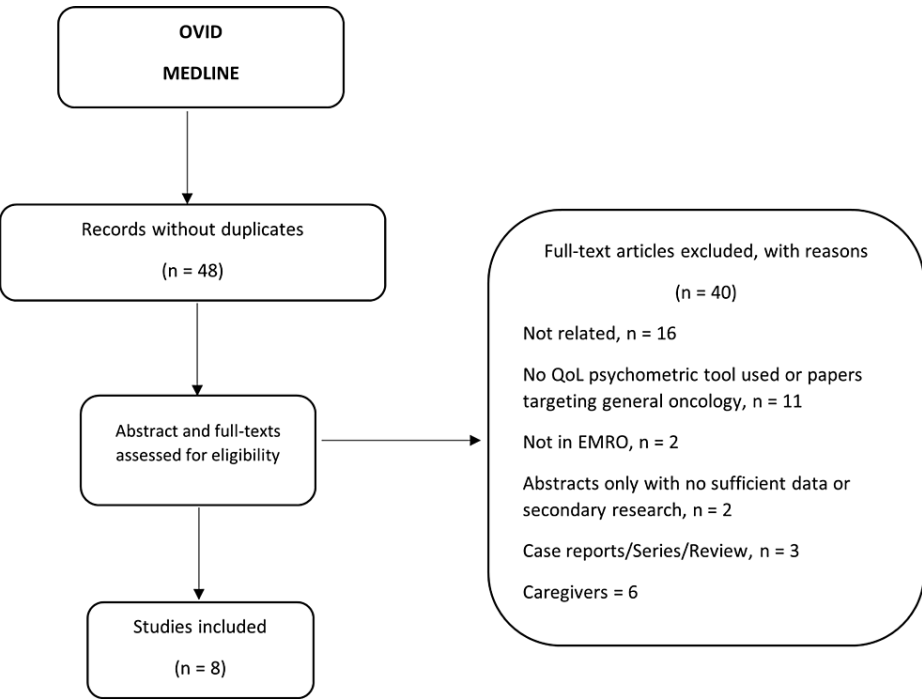 OVID
MEDLINE
Records without duplicates
(n = 48)
Abstract and full-texts
assessed for eligibility
Studies included
(n = 8)
Full-text articles excluded, with reasons
(n = 40)
Not related, n = 16
No QoL psychometric tool used or papers
targeting general oncology, n = 11
Not in EMRO, n = 2
Abstracts only with no sufficient data or
secondary research, n = 2
Case reports/Series/Review, n = 3
Caregivers = 6